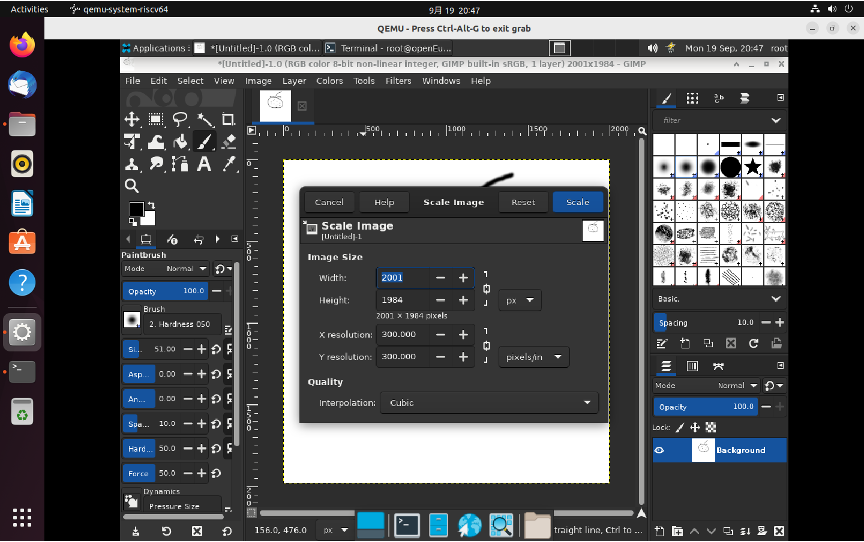 Activities qemu-system-riscv64 9月 19 20:47
QEMU - Press Ctrl-Alt-G to exit grab
Applications : *[Untitled]-1.0 (RGB col... Terminal - root@openEu... Mon 19 Sep, 20:47 root
*[Untitled]-1.0 (RGB color 8-bit non-linear integer, GIMP built-in sRGB, 1 layer) 2001x1984 – GIMP
File Edit Select View Image Layer Colors Tools Filters Windows Help
filter
0 500 1000 1500 2000
Cancel Help Scale Image Reset Scale
Scale Image
[Untitled]-1
Image Size
Width: 2001
Height: 1984 px
2001 × 1984 pixels
X resolution: 300.000
Y resolution: 300.000 pixels/in
Quality
Interpolation: Cubic
Paintbrush
Mode Normal
Opacity 100.0
Brush
2. Hardness 050
Si... 51.00
Asp... 0.00
An... 0.00
Spa... 10.0
Hard... 50.0
Force 50.0
Dynamics
Pressure Size
Basic.
Spacing 10.0
Mode Normal
Opacity 100.0
Lock:
Background
156.0, 476.0 px traight line, Ctrl to ...